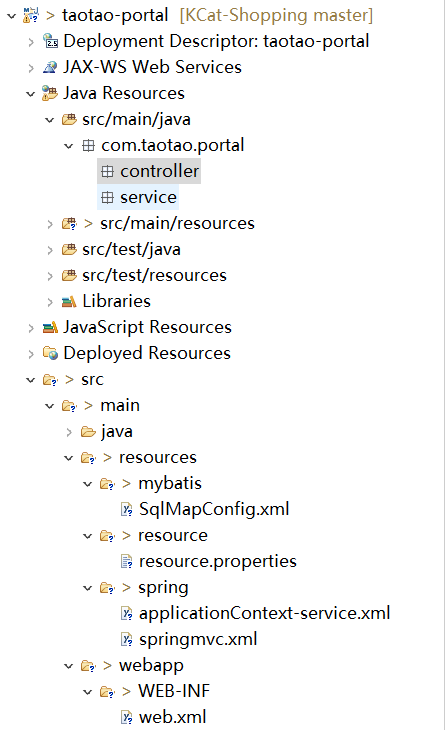 > taotao-portal [KCat-Shopping master]
Deployment Descriptor: taotao-portal
JAX-WS Web Services
Java Resources
src/main/java
com.taotao.portal
controller
service
> src/main/resources
src/test/java
src/test/resources
Libraries
JavaScript Resources
Deployed Resources
> src
> main
java
> resources
> mybatis
SqlMapConfig.xml
> resource
resource.properties
> spring
applicationContext-service.xml
springmvc.xml
> webapp
> WEB-INF
web.xml